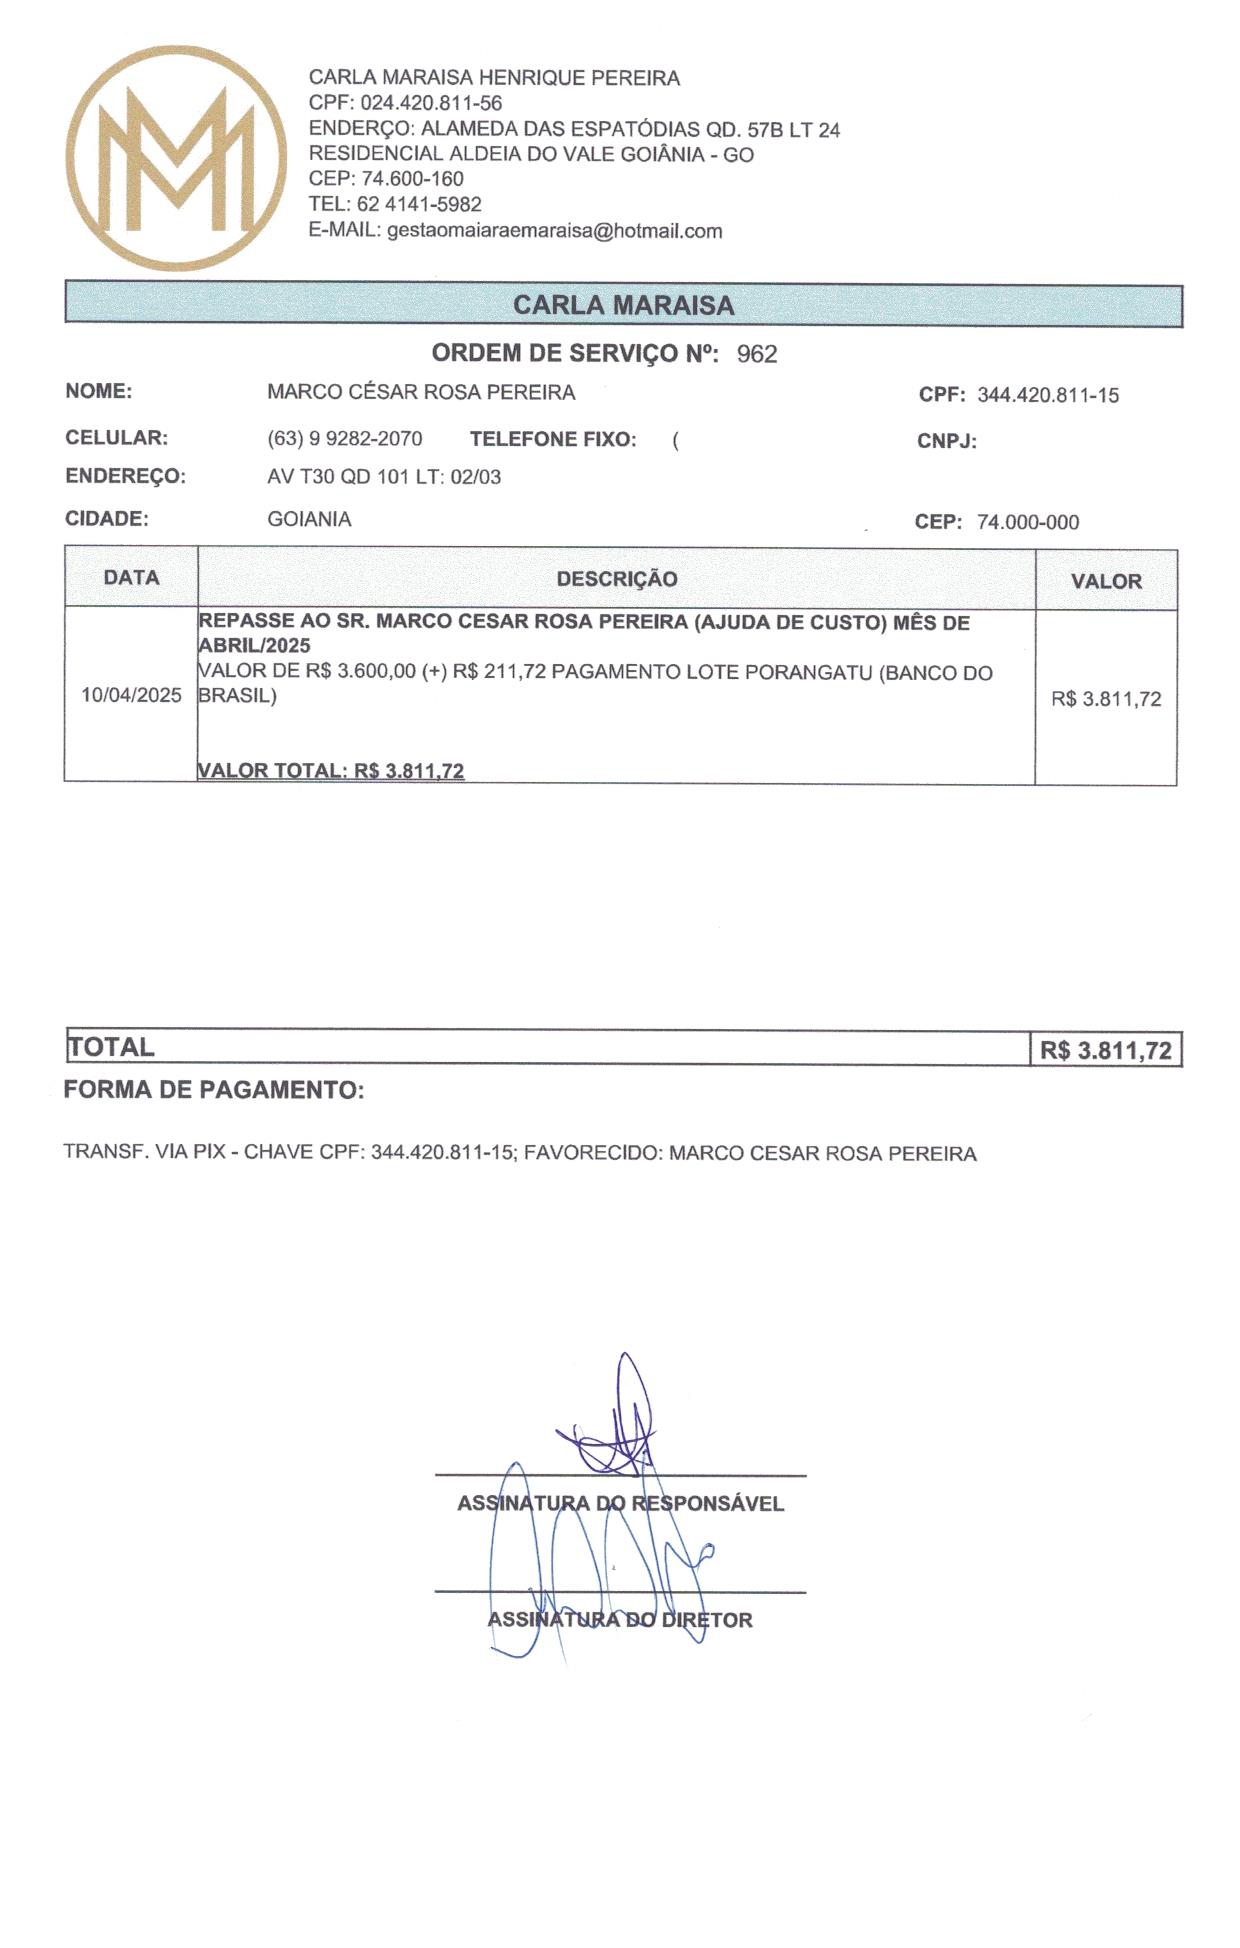 MM
CARLA MARAISA HENRIQUE PEREIRA
CPF: 024.420.811-56
ENDERÇO: ALAMEDA DAS ESPATÓDIAS QD. 57B LT 24
RESIDENCIAL ALDEIA DO VALE GOIÂNIA - GO
CEP: 74.600-160
TEL: 62 4141-5982
E-MAIL: gestaomaiaraemaraisa@hotmail.com
CARLA MARAISA
ORDEM DE SERVIÇO Nº: 962
NOME: MARCO CÉSAR ROSA PEREIRA CPF: 344.420.811-15
CELULAR: (63) 9 9282-2070 TELEFONE FIXO: ( CNPJ:
ENDEREÇO: AV T30 QD 101 LT: 02/03
CIDADE: GOIANIA CEP: 74.000-000
DATA DESCRIÇÃO VALOR
REPASSE AO SR. MARCO CESAR ROSA PEREIRA (AJUDA DE CUSTO) MÊS DE
ABRIL/2025
VALOR DE R$ 3.600,00 (+) R$ 211,72 PAGAMENTO LOTE PORANGATU (BANCO DO
10/04/2025 BRASIL) R$ 3.811,72
VALOR TOTAL: R$ 3.811,72
TOTAL R$ 3.811,72
FORMA DE PAGAMENTO:
TRANSF. VIA PIX - CHAVE CPF: 344.420.811-15; FAVORECIDO: MARCO CESAR ROSA PEREIRA
ASSINATURA DO RESPONSÁVEL
ASSINATURA DO DIRETOR